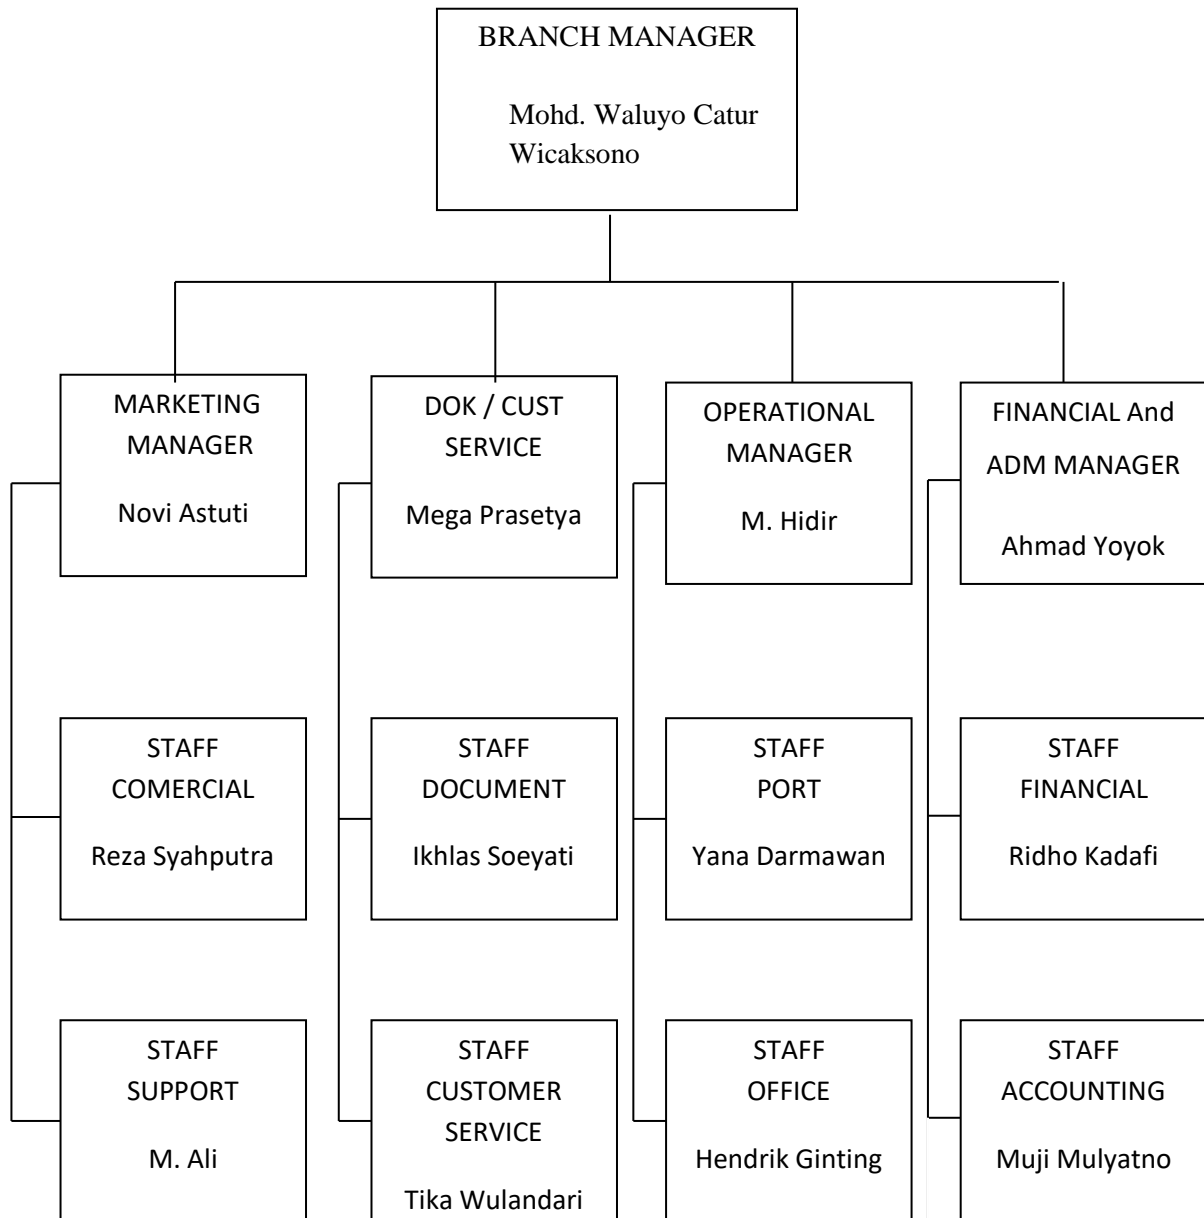 BRANCH MANAGER
Mohd. Waluyo Catur
Wicaksono
MARKETING
MANAGER
Novi Astuti
DOK / CUST
SERVICE
Mega Prasetya
OPERATIONAL
MANAGER
M. Hidir
FINANCIAL And
ADM MANAGER
Ahmad Yoyok
STAFF
COMERCIAL
Reza Syahputra
STAFF
DOCUMENT
Ikhlas Soeyati
STAFF
PORT
Yana Darmawan
STAFF
FINANCIAL
Ridho Kadafi
STAFF
SUPPORT
M. Ali
STAFF
CUSTOMER
SERVICE
Tika Wulandari
STAFF
OFFICE
Hendrik Ginting
STAFF
ACCOUNTING
Muji Mulyatno